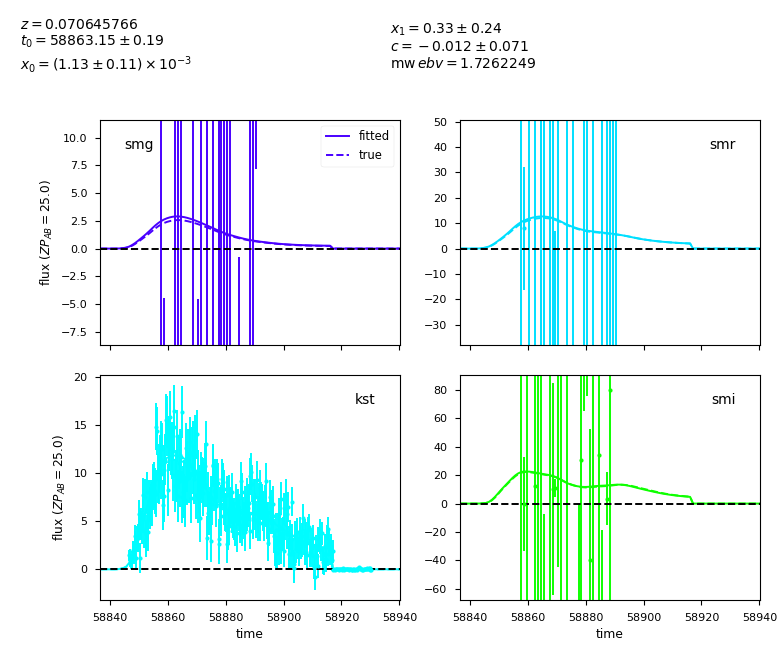 z = 0.070645766
t₀ = 58863.15 ± 0.19
x₀ = (1.13 ± 0.11) × 10⁻³
x₁ = 0.33 ± 0.24
c = −0.012 ± 0.071
mw ebv = 1.7262249
smg
fitted
true
10.0
7.5
5.0
2.5
0.0
−2.5
−5.0
−7.5
flux (ZP_AB = 25.0)
smr
50
40
30
20
10
0
−10
−20
−30
kst
20
15
10
5
0
flux (ZP_AB = 25.0)
58840 58860 58880 58900 58920 58940
time
smi
80
60
40
20
0
−20
−40
−60
58840 58860 58880 58900 58920 58940
time